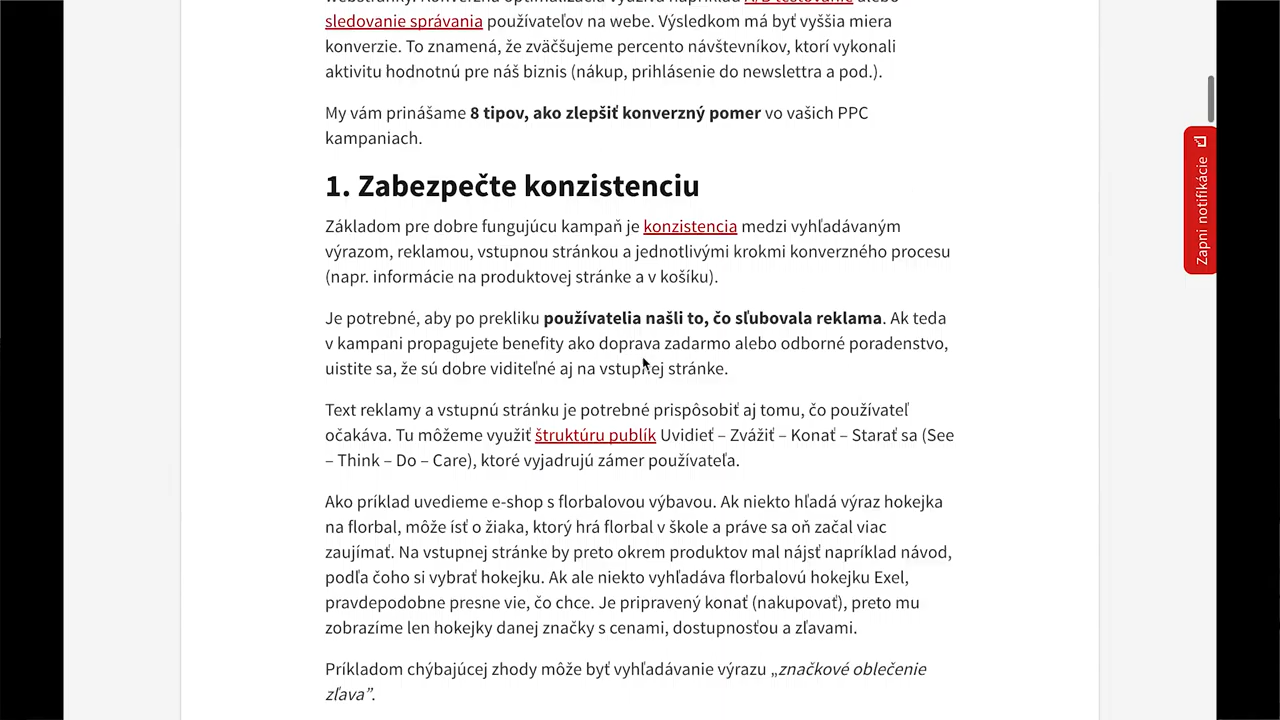 webstránky. Konverzná optimalizácia využíva napríklad A/B testovanie alebo
sledovanie správania používateľov na webe. Výsledkom má byť vyššia miera
konverzie. To znamená, že zväčšujeme percento návštevníkov, ktorí vykonali
aktivitu hodnotnú pre náš biznis (nákup, prihlásenie do newslettra a pod.).
My vám prinášame 8 tipov, ako zlepšiť konverzný pomer vo vašich PPC
kampaniach.
1. Zabezpečte konzistenciu
Základom pre dobre fungujúcu kampaň je konzistencia medzi vyhľadávaným
výrazom, reklamou, vstupnou stránkou a jednotlivými krokmi konverzného procesu
(napr. informácie na produktovej stránke a v košíku).
Je potrebné, aby po prekliku používatelia našli to, čo sľubovala reklama. Ak teda
v kampani propagujete benefity ako doprava zadarmo alebo odborné poradenstvo,
uistite sa, že sú dobre viditeľné aj na vstupnej stránke.
Text reklamy a vstupnú stránku je potrebné prispôsobiť aj tomu, čo používateľ
očakáva. Tu môžeme využiť štruktúru publík Uvidieť – Zvážiť – Konať – Starať sa (See
– Think – Do – Care), ktoré vyjadrujú zámer používateľa.
Ako príklad uvedieme e-shop s florbalovou výbavou. Ak niekto hľadá výraz hokejka
na florbal, môže ísť o žiaka, ktorý hrá florbal v škole a práve sa oň začal viac
zaujímať. Na vstupnej stránke by preto okrem produktov mal nájsť napríklad návod,
podľa čoho si vybrať hokejku. Ak ale niekto vyhľadáva florbalovú hokejku Exel,
pravdepodobne presne vie, čo chce. Je pripravený konať (nakupovať), preto mu
zobrazíme len hokejky danej značky s cenami, dostupnosťou a zľavami.
Príkladom chýbajúcej zhody môže byť vyhľadávanie výrazu „značkové oblečenie
zľava”.
Zapni notifikácie